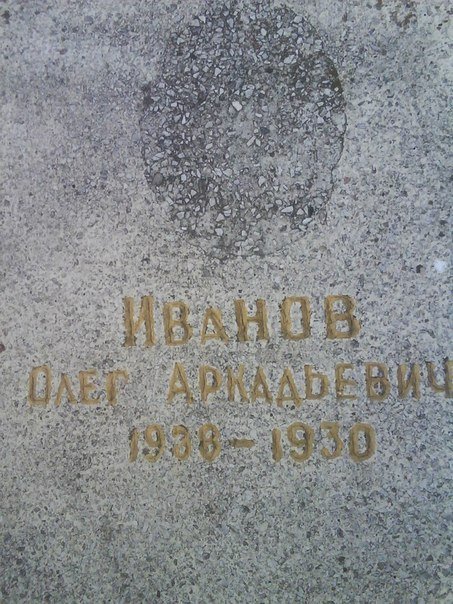 Иванов
Олег Аркадьевич
1938-1930